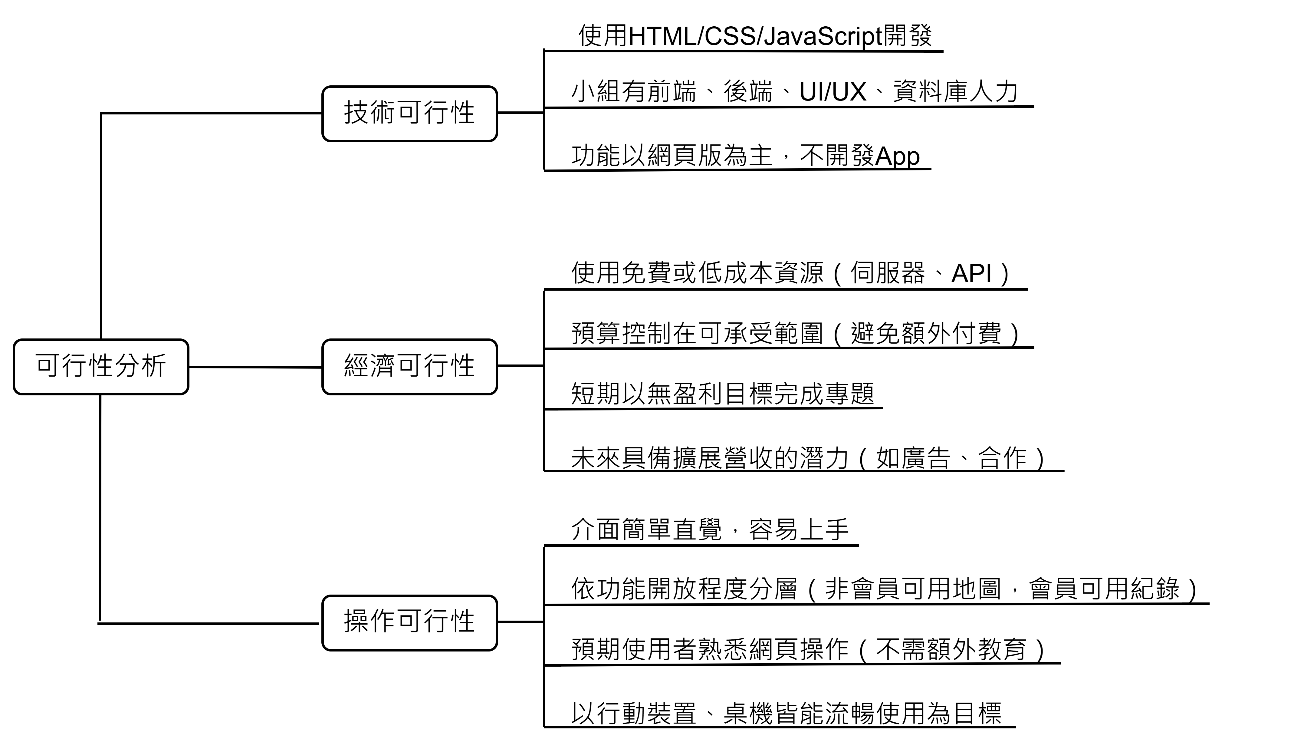 使用HTML/CSS/JavaScript開發
小組有前端、後端、UI/UX、資料庫人力
技術可行性
功能以網頁版為主，不開發App
使用免費或低成本資源（伺服器、API）
預算控制在可承受範圍（避免額外付費）
可行性分析
經濟可行性
短期以無盈利目標完成專題
未來具備擴展營收的潛力（如廣告、合作）
介面簡單直覺，容易上手
依功能開放程度分層（非會員可用地圖，會員可用紀錄）
操作可行性
預期使用者熟悉網頁操作（不需額外教育）
以行動裝置、桌機皆能流暢使用為目標